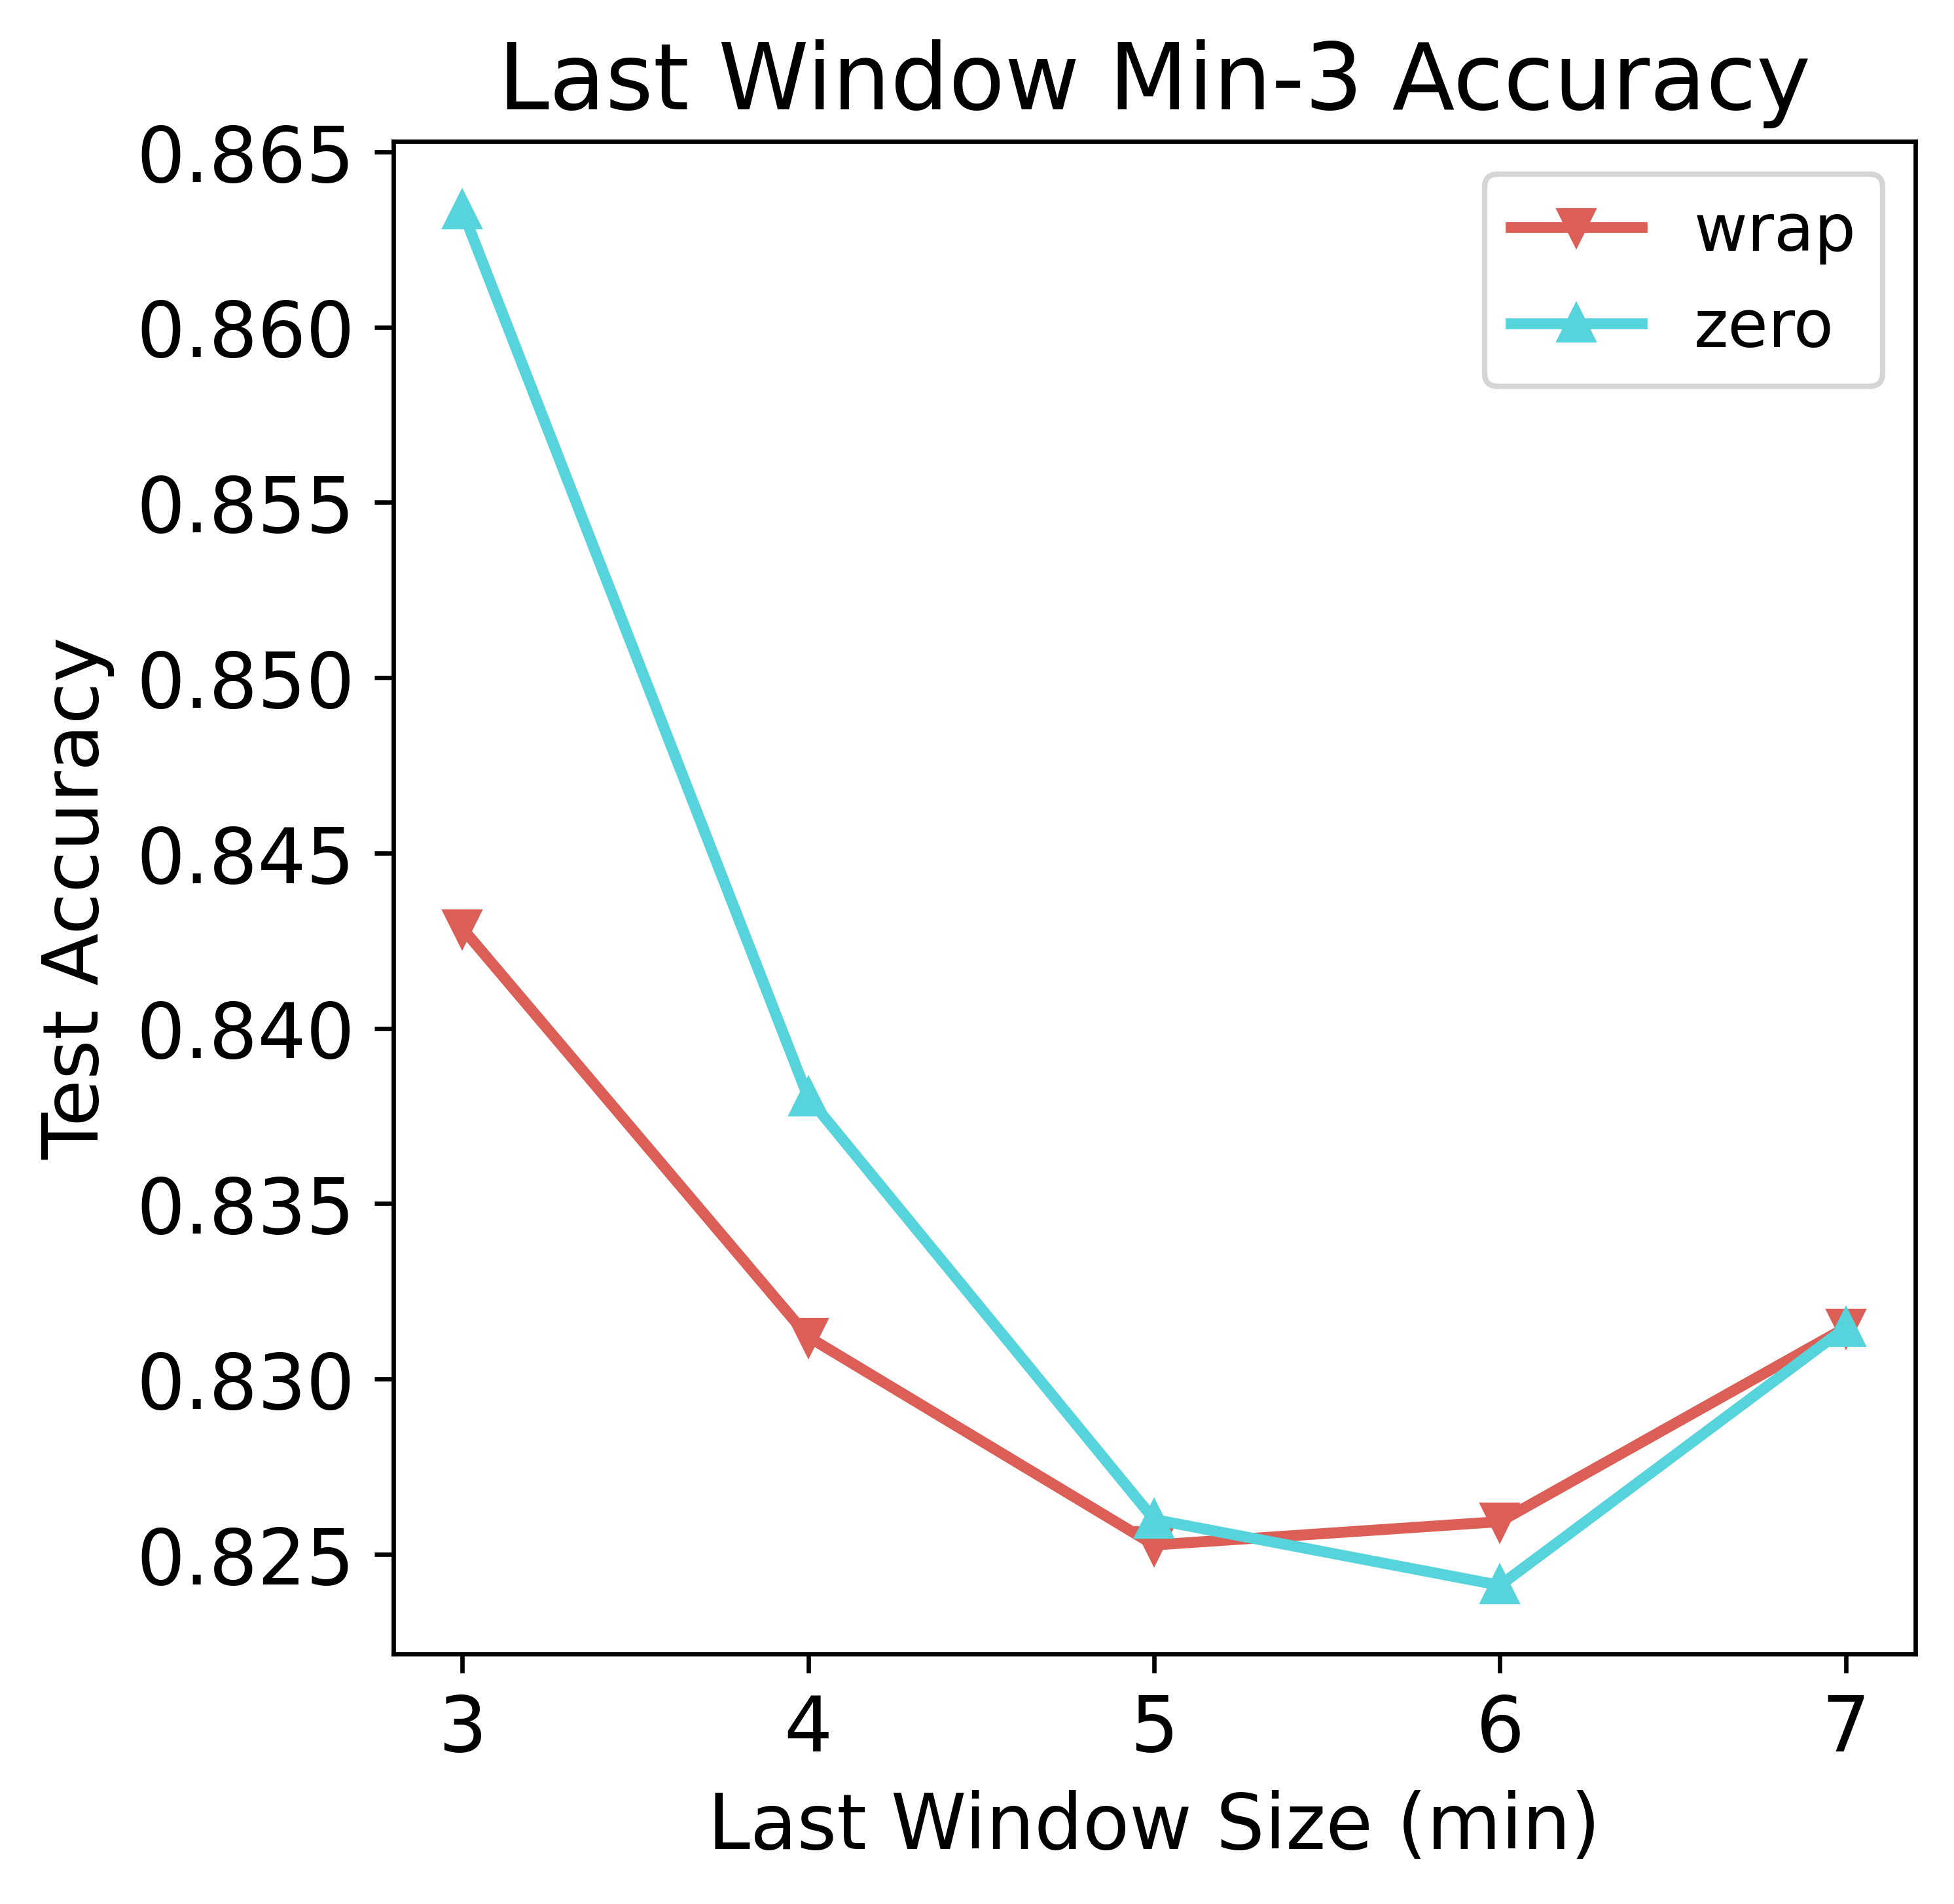 Last Window Min-3 Accuracy
0.865
0.860
0.855
0.850
0.845
0.840
0.835
0.830
0.825
Test Accuracy
wrap
zero
3 4 5 6 7
Last Window Size (min)